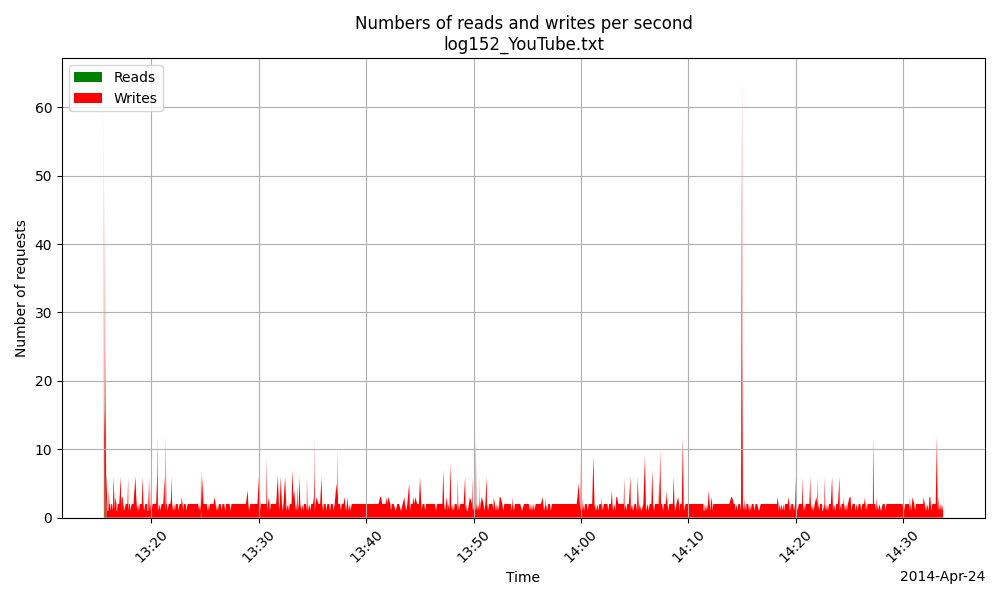 Numbers of reads and writes per second
log152_YouTube.txt
Reads
Writes
Number of requests
60
50
40
30
20
10
0
13:20
13:30
13:40
13:50
14:00
14:10
14:20
14:30
Time
2014-Apr-24